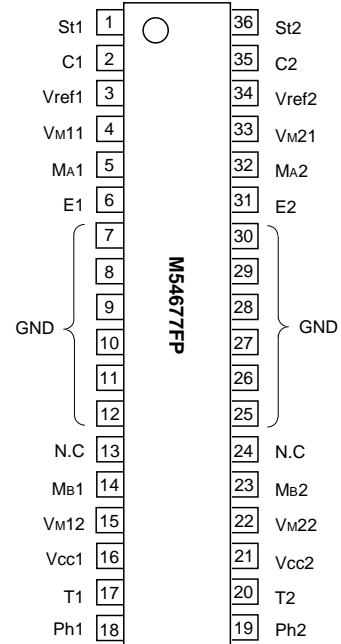 St1 1 36 St2
C1 2 35 C2
Vref1 3 34 Vref2
VM11 4 33 VM21
MA1 5 32 MA2
E1 6 31 E2
7 30
8 29
9 28
GND 10 27 GND
11 26
12 25
N.C 13 24 N.C
MB1 14 23 MB2
VM12 15 22 VM22
Vcc1 16 21 Vcc2
T1 17 20 T2
Ph1 18 19 Ph2
M54677FP